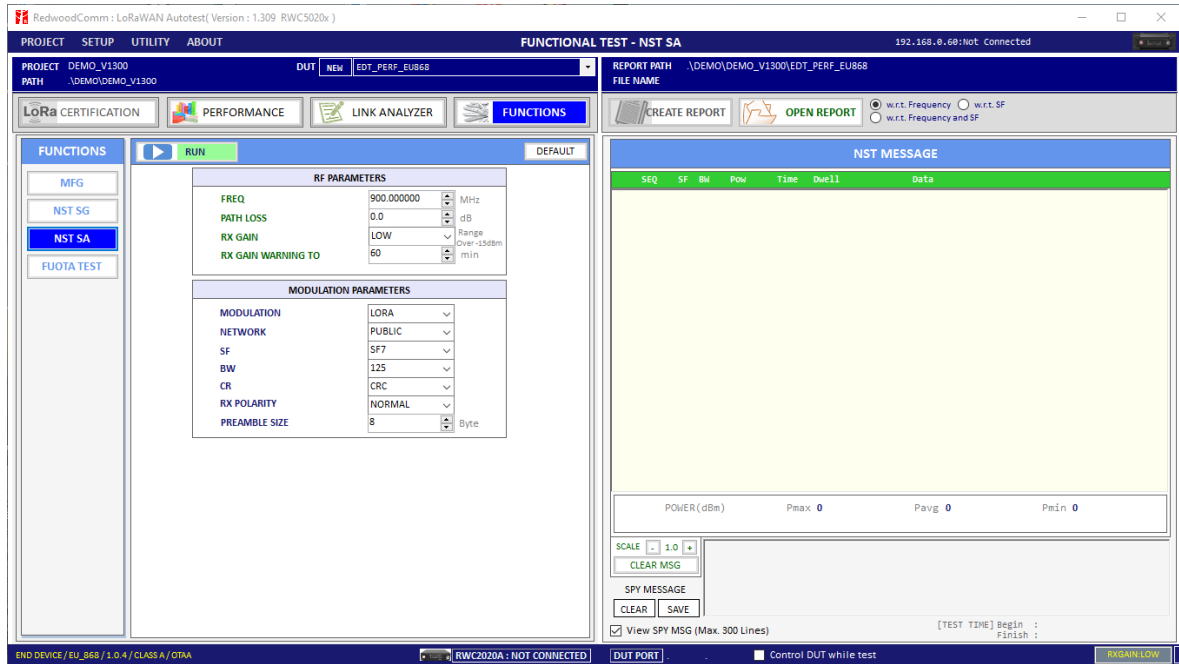 RedwoodComm : LoRaWAN Autotest( Version : 1.309 RWC5020x )
PROJECT SETUP UTILITY ABOUT
FUNCTIONAL TEST - NST SA
192.168.0.60:Not Connected
PROJECT DEMO_V1300
PATH .\DEMO\DEMO_V1300
DUT NEW EDT_PERF_EU868
REPORT PATH .\DEMO\DEMO_V1300\EDT_PERF_EU868
FILE NAME
LoRa CERTIFICATION
PERFORMANCE
LINK ANALYZER
FUNCTIONS
CREATE REPORT
OPEN REPORT
w.r.t. Frequency w.r.t. SF
w.r.t. Frequency and SF
FUNCTIONS
MFG
NST SG
NST SA
FUOTA TEST
RUN
DEFAULT
RF PARAMETERS
FREQ 900.000000 MHz
PATH LOSS 0.0 dB
RX GAIN LOW Range
Over -15dBm
RX GAIN WARNING TO 60 min
MODULATION PARAMETERS
MODULATION LORA
NETWORK PUBLIC
SF SF7
BW 125
CR CRC
RX POLARITY NORMAL
PREAMBLE SIZE 8 Byte
NST MESSAGE
SEQ SF BW Pow Time Dwell Data
POWER(dBm) Pmax 0 Pavg 0 Pmin 0
SCALE - 1.0 +
CLEAR MSG
SPY MESSAGE
CLEAR SAVE
View SPY MSG (Max. 300 Lines)
[TEST TIME] Begin :
Finish :
END DEVICE / EU_868 / 1.0.4 / CLASS A / OTAA
RWC2020A : NOT CONNECTED
DUT PORT . .
Control DUT while test
RXGAIN:LOW